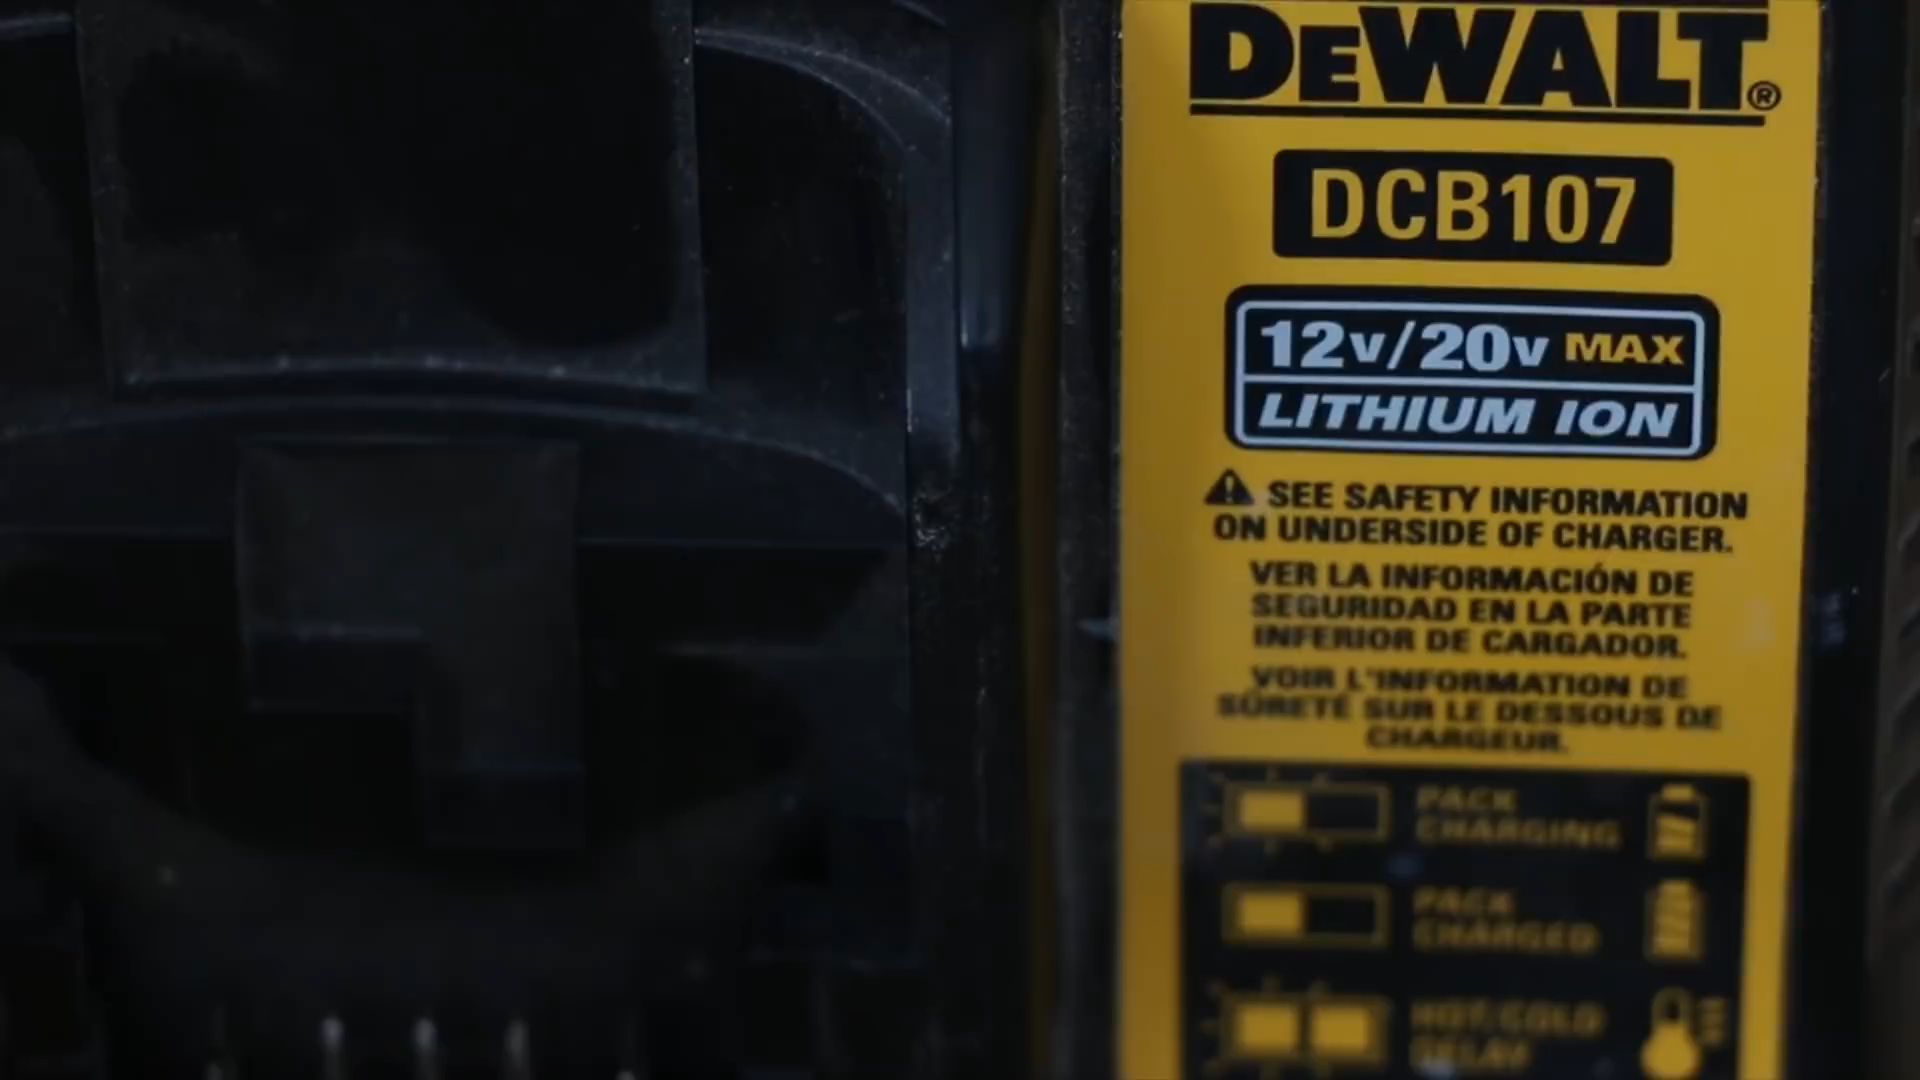 DEWALT®
DCB107
12V/20V MAX
LITHIUM ION
SEE SAFETY INFORMATION
ON UNDERSIDE OF CHARGER.
VER LA INFORMACIÓN DE
SEGURIDAD EN LA PARTE
INFERIOR DE CARGADOR.
VOIR L'INFORMATION DE
SÛRETÉ SUR LE DESSOUS DE
CHARGEUR.
PACK
CHARGING
PACK
CHARGED
HOT/COLD
DELAY